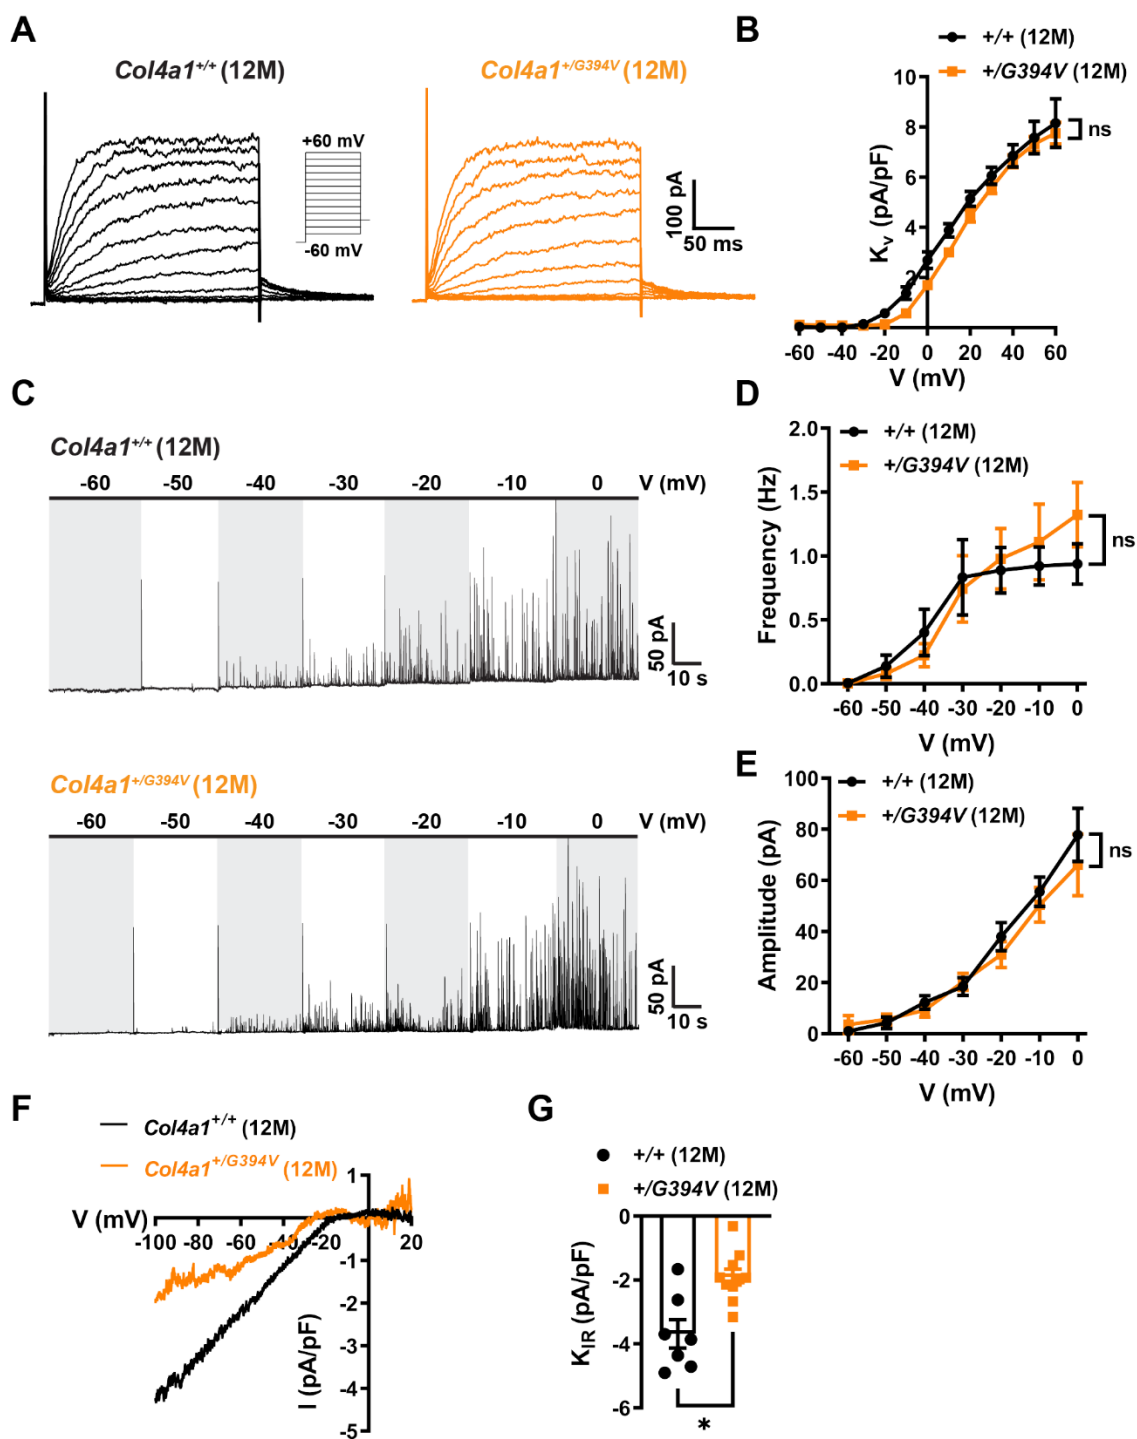 A
Col4a1+/+ (12M)
Col4a1+/G394V (12M)
+60 mV
-60 mV
100 pA
50 ms
B
+/+ (12M)
+/G394V (12M)
10
8
6
4
2
0
Kv (pA/pF)
ns
-60 -40 -20 0 20 40 60
V (mV)
C
Col4a1+/+ (12M)
-60 -50 -40 -30 -20 -10 0 V (mV)
50 pA
10 s
Col4a1+/G394V (12M)
-60 -50 -40 -30 -20 -10 0 V (mV)
50 pA
10 s
D
+/+ (12M)
+/G394V (12M)
2.0
1.5
1.0
0.5
0.0
Frequency (Hz)
ns
-60 -50 -40 -30 -20 -10 0
V (mV)
E
+/+ (12M)
+/G394V (12M)
100
80
60
40
20
0
Amplitude (pA)
ns
-60 -50 -40 -30 -20 -10 0
V (mV)
F
Col4a1+/+ (12M)
Col4a1+/G394V (12M)
V (mV)
-100 -80 -60 -40 -20 20
1
-1
-2
-3
-4
-5
I (pA/pF)
G
+/+ (12M)
+/G394V (12M)
0
-2
-4
-6
KIR (pA/pF)
*